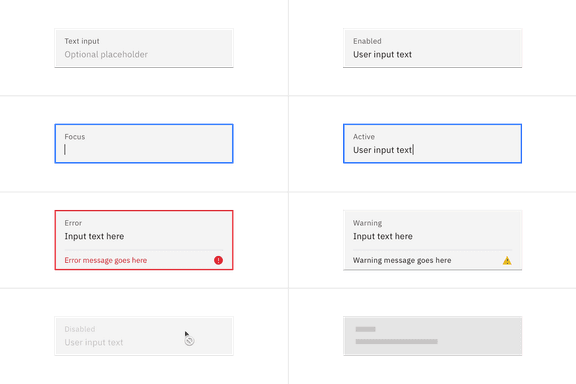 Text input
Optional placeholder
Enabled
User input text
Focus
Active
User input text
Error
Input text here
Error message goes here
Warning
Input text here
Warning message goes here
Disabled
User input text